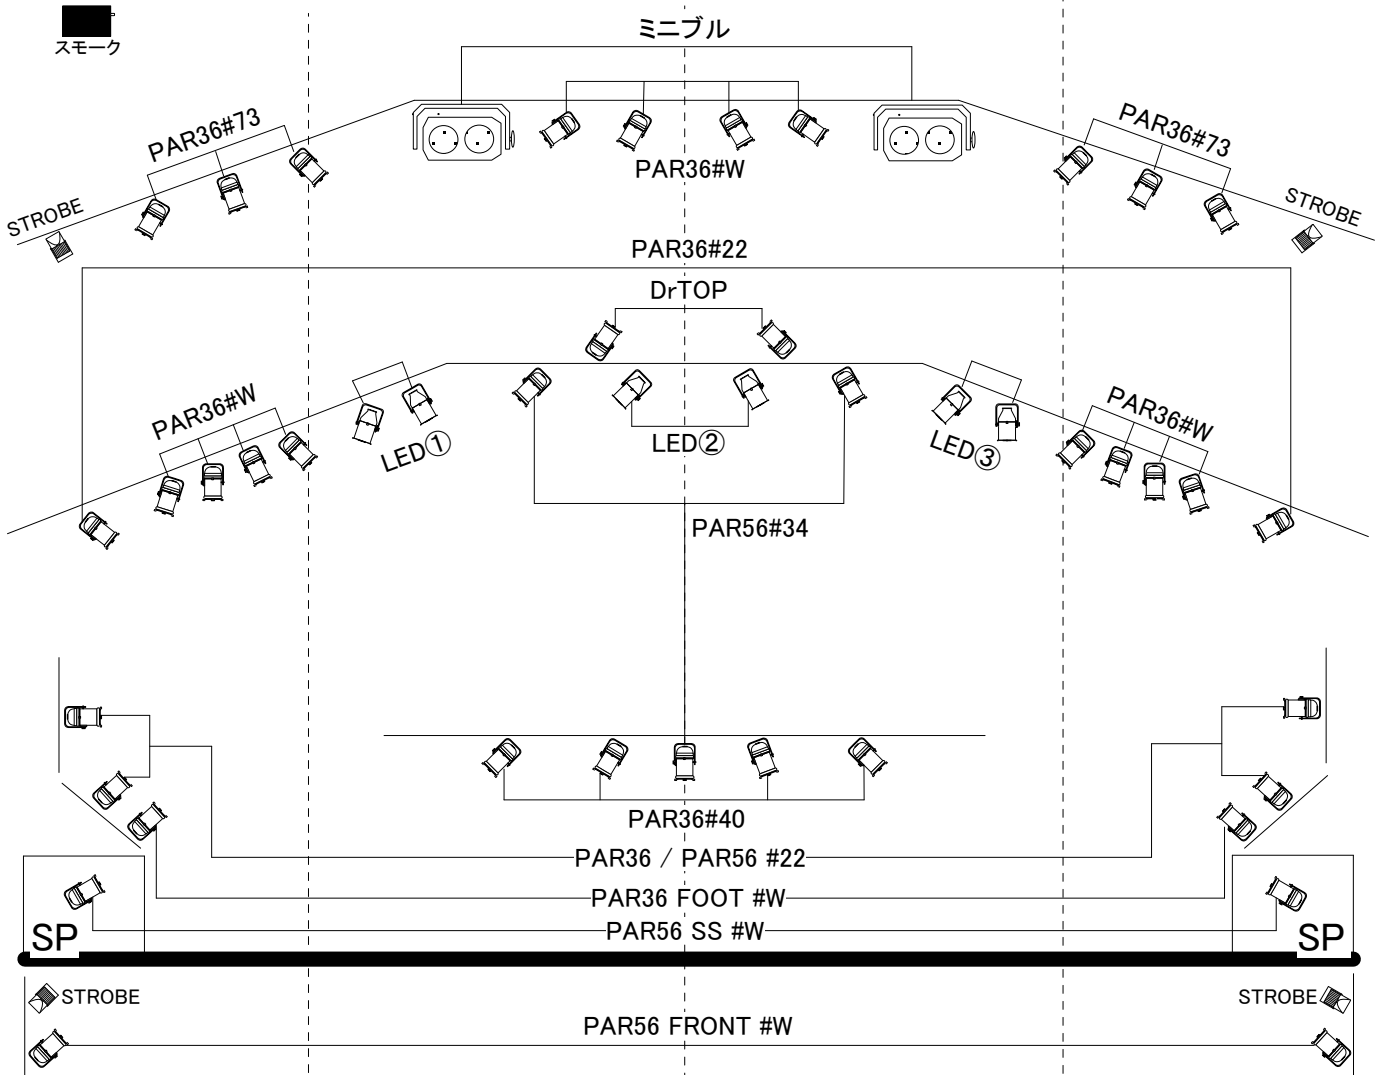 スモーク
ミニブル
PAR36#73
PAR36#W
PAR36#73
STROBE
STROBE
PAR36#22
DrTOP
PAR36#W
LED①
LED②
LED③
PAR36#W
PAR56#34
PAR36#40
PAR36 / PAR56 #22
PAR36 FOOT #W
PAR56 SS #W
SP
SP
STROBE
STROBE
PAR56 FRONT #W